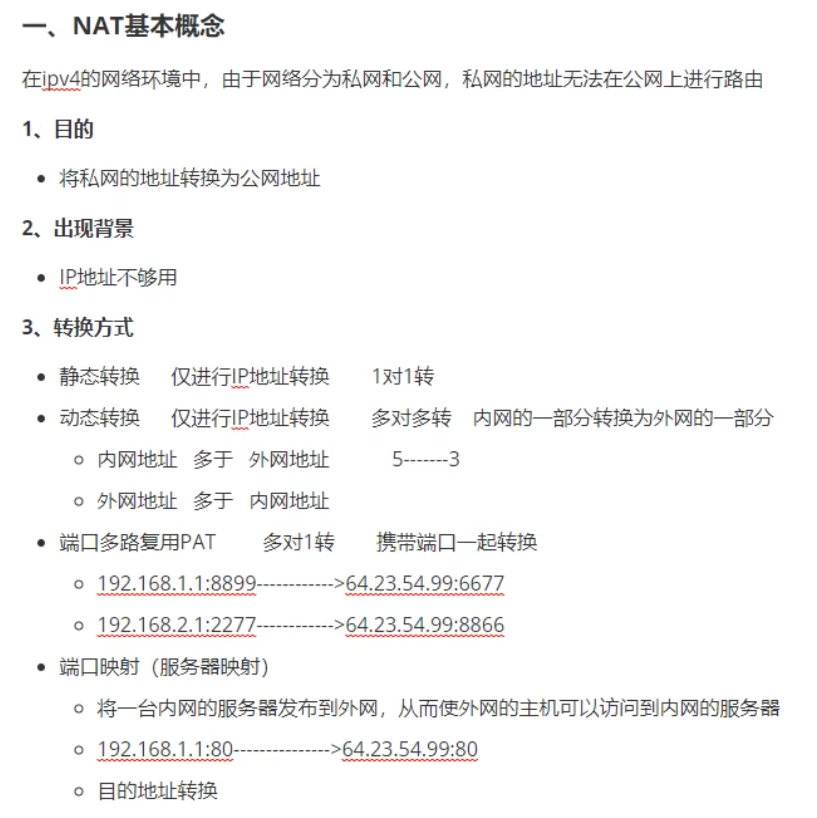 一、NAT基本概念
在ipv4的网络环境中，由于网络分为私网和公网，私网的地址无法在公网上进行路由
1、目的
将私网的地址转换为公网地址
2、出现背景
IP地址不够用
3、转换方式
静态转换 仅进行IP地址转换 1对1转
动态转换 仅进行IP地址转换 多对多转 内网的一部分转换为外网的一部分
内网地址 多于 外网地址 5-------3
外网地址 多于 内网地址
端口多路复用PAT 多对1转 携带端口一起转换
192.168.1.1:8899------------>64.23.54.99:6677
192.168.2.1:2277------------>64.23.54.99:8866
端口映射（服务器映射）
将一台内网的服务器发布到外网，从而使外网的主机可以访问到内网的服务器
192.168.1.1:80--------------->64.23.54.99:80
目的地址转换